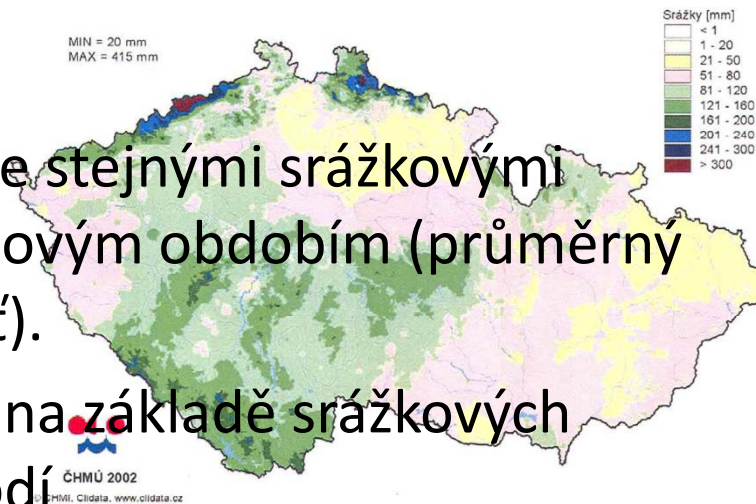 Srážky [mm]
MIN = 20 mm
MAX = 415 mm
< 1
1 - 20
21 - 50
51 - 80
81 - 120
121 - 160
161 - 200
201 - 240
241 - 300
> 300
e stejnými srážkovými
ovým obdobím (průměrný
ť).
na základě srážkových
odí
ČHMÚ 2002
© CHMI, Clidata, www.clidata.cz